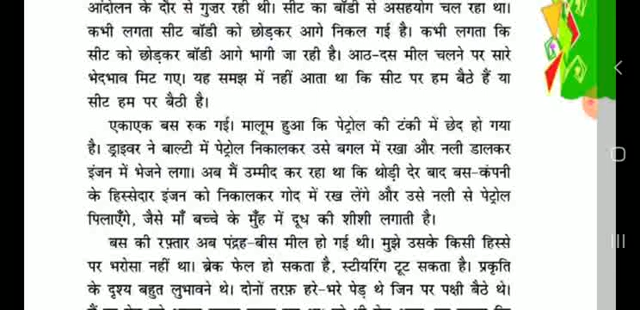 आंदोलन के दौर से गुज़र रही थी। सीट का बॉडी से असहयोग चल रहा था।
कभी लगता सीट बॉडी को छोड़कर आगे निकल गई है। कभी लगता कि
सीट को छोड़कर बॉडी आगे भागी जा रही है। आठ-दस मील चलने पर सारे
भेदभाव मिट गए। यह समझ में नहीं आता था कि सीट पर हम बैठे हैं या
सीट हम पर बैठी है।
एकाएक बस रुक गई। मालूम हुआ कि पेट्रोल की टंकी में छेद हो गया
है। ड्राइवर ने बाल्टी में पेट्रोल निकालकर उसे बगल में रखा और नली डालकर
इंजन में भेजने लगा। अब मैं उम्मीद कर रहा था कि थोड़ी देर बाद बस-कंपनी
के हिस्सेदार इंजन को निकालकर गोद में रख लेंगे और उसे नली से पेट्रोल
पिलाएँगे, जैसे माँ बच्चे के मुँह में दूध की शीशी लगाती है।
बस की रफ़्तार अब पंद्रह-बीस मील हो गई थी। मुझे उसके किसी हिस्से
पर भरोसा नहीं था। ब्रेक फेल हो सकता है, स्टीयरिंग टूट सकता है। प्रकृति
के दृश्य बहुत लुभावने थे। दोनों तरफ़ हरे-भरे पेड़ थे जिन पर पक्षी बैठे थे।